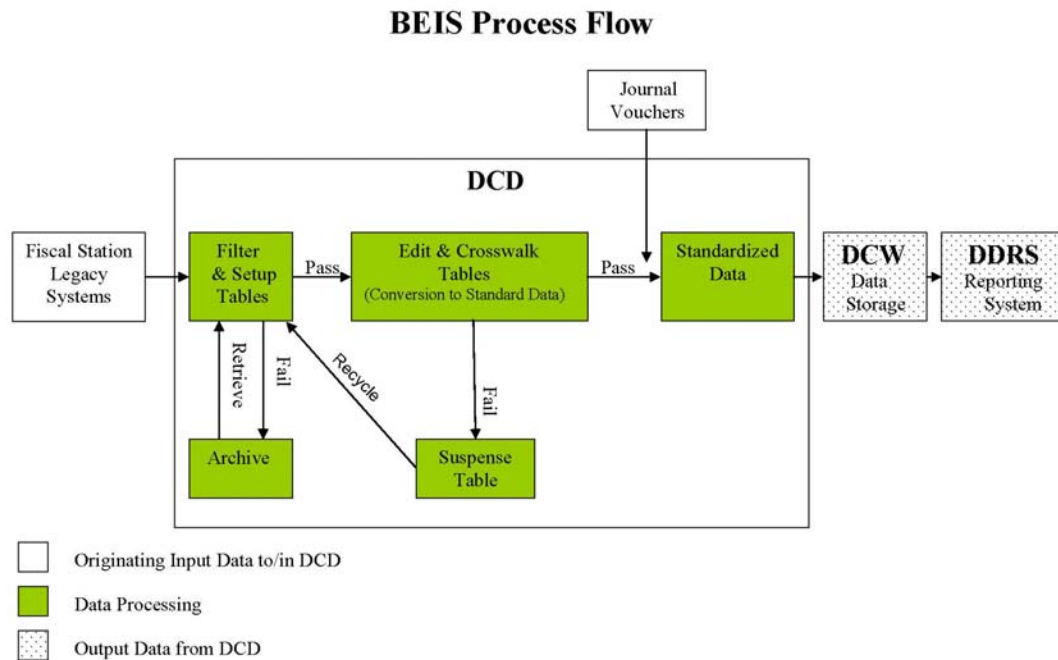 BEIS Process Flow
Journal
Vouchers
DCD
Fiscal Station
Legacy
Systems
Filter
& Setup
Tables
Pass
Edit & Crosswalk
Tables
(Conversion to Standard Data)
Pass
Standardized
Data
DCW
Data
Storage
DDRS
Reporting
System
Retrieve
Fail
Recycle
Fail
Archive
Suspense
Table
Originating Input Data to/in DCD
Data Processing
Output Data from DCD